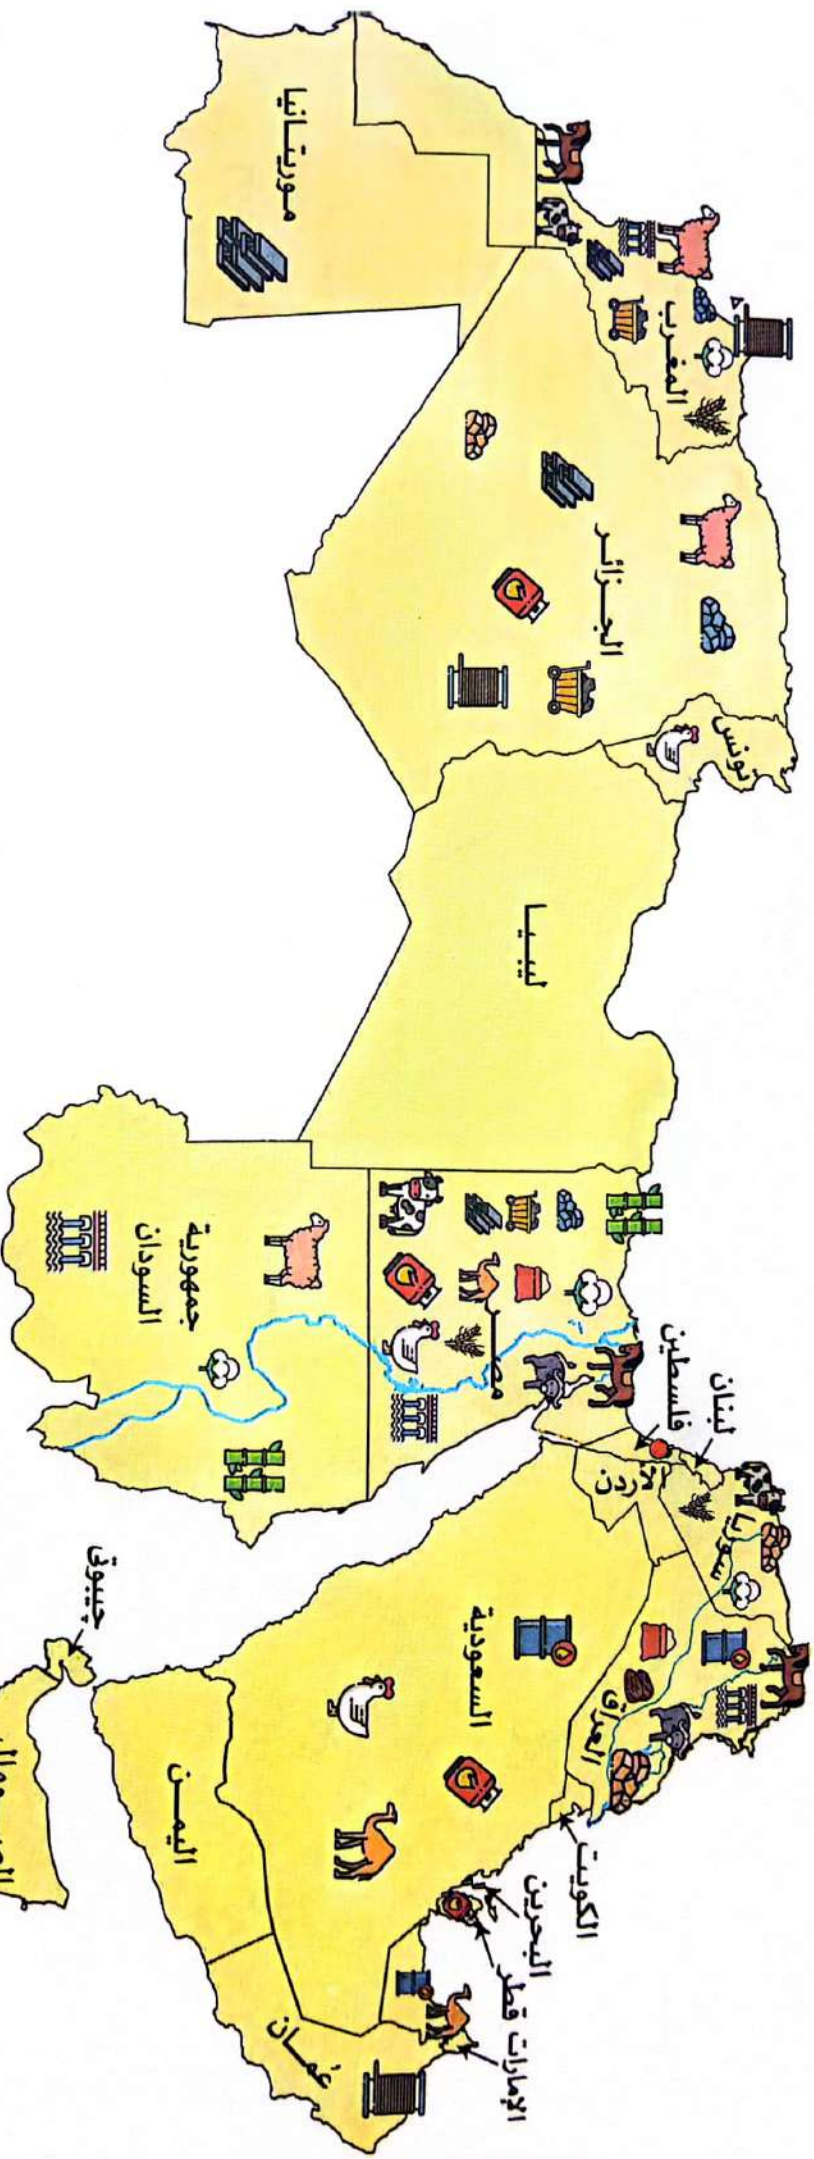 موريتانيا
المغرب
الجزائر
تونس
ليبيا
مصر
جمهورية
السودان
فلسطين
لبنان
الأردن
سوريا
العراق
السعودية
الكويت
البحرين
قطر
الإمارات
عُمان
اليمن
جيبوتي